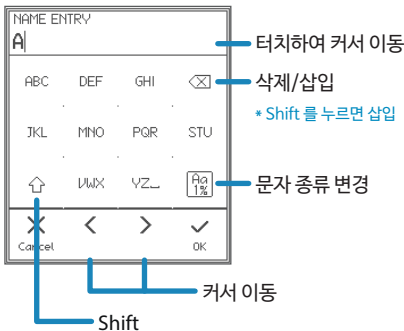 NAME ENTRY
A
터치하여 커서 이동
ABC DEF GHI
삭제/삽입
* Shift 를 누르면 삽입
JKL MNO PQR STU
VWX YZ_ Aa 1%
문자 종류 변경
Cancel < > OK
커서 이동
Shift